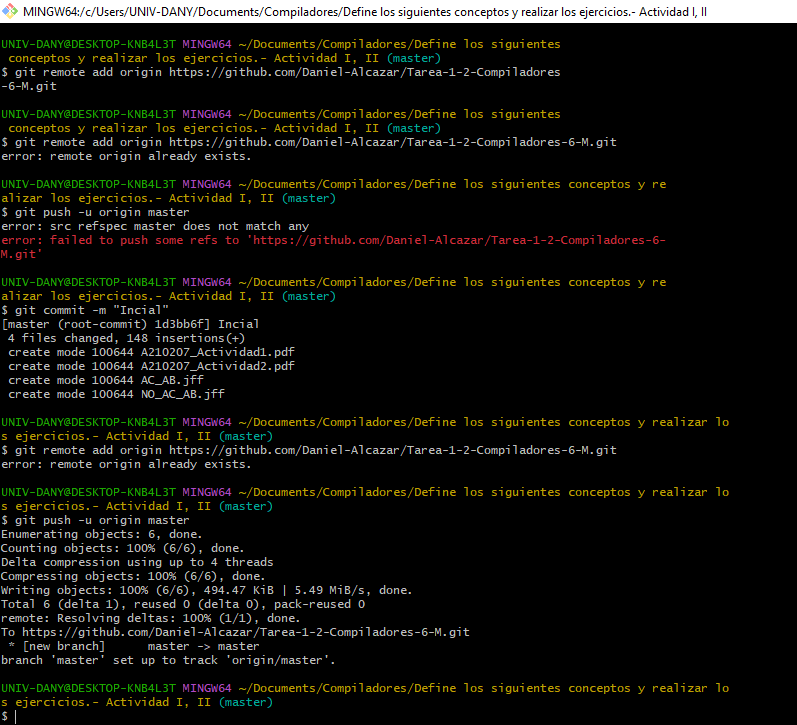 MINGW64:/c/Users/UNIV-DANY/Documents/Compiladores/Define los siguientes conceptos y realizar los ejercicios.- Actividad I, II
UNIV-DANY@DESKTOP-KNB4L3T MINGW64 ~/Documents/Compiladores/Define los siguientes
 conceptos y realizar los ejercicios.- Actividad I, II (master)
$ git remote add origin https://github.com/Daniel-Alcazar/Tarea-1-2-Compiladores
-6-M.git
UNIV-DANY@DESKTOP-KNB4L3T MINGW64 ~/Documents/Compiladores/Define los siguientes
 conceptos y realizar los ejercicios.- Actividad I, II (master)
$ git remote add origin https://github.com/Daniel-Alcazar/Tarea-1-2-Compiladores-6-M.git
error: remote origin already exists.
UNIV-DANY@DESKTOP-KNB4L3T MINGW64 ~/Documents/Compiladores/Define los siguientes conceptos y re
alizar los ejercicios.- Actividad I, II (master)
$ git push -u origin master
error: src refspec master does not match any
error: failed to push some refs to 'https://github.com/Daniel-Alcazar/Tarea-1-2-Compiladores-6-
M.git'
UNIV-DANY@DESKTOP-KNB4L3T MINGW64 ~/Documents/Compiladores/Define los siguientes conceptos y re
alizar los ejercicios.- Actividad I, II (master)
$ git commit -m "Incial"
[master (root-commit) 1d3bb6f] Incial
 4 files changed, 148 insertions(+)
 create mode 100644 A210207_Actividad1.pdf
 create mode 100644 A210207_Actividad2.pdf
 create mode 100644 AC_AB.jff
 create mode 100644 NO_AC_AB.jff
UNIV-DANY@DESKTOP-KNB4L3T MINGW64 ~/Documents/Compiladores/Define los siguientes conceptos y realizar lo
s ejercicios.- Actividad I, II (master)
$ git remote add origin https://github.com/Daniel-Alcazar/Tarea-1-2-Compiladores-6-M.git
error: remote origin already exists.
UNIV-DANY@DESKTOP-KNB4L3T MINGW64 ~/Documents/Compiladores/Define los siguientes conceptos y realizar lo
s ejercicios.- Actividad I, II (master)
$ git push -u origin master
Enumerating objects: 6, done.
Counting objects: 100% (6/6), done.
Delta compression using up to 4 threads
Compressing objects: 100% (6/6), done.
Writing objects: 100% (6/6), 494.47 KiB | 5.49 MiB/s, done.
Total 6 (delta 1), reused 0 (delta 0), pack-reused 0
remote: Resolving deltas: 100% (1/1), done.
To https://github.com/Daniel-Alcazar/Tarea-1-2-Compiladores-6-M.git
 * [new branch]      master -> master
branch 'master' set up to track 'origin/master'.
UNIV-DANY@DESKTOP-KNB4L3T MINGW64 ~/Documents/Compiladores/Define los siguientes conceptos y realizar lo
s ejercicios.- Actividad I, II (master)
$